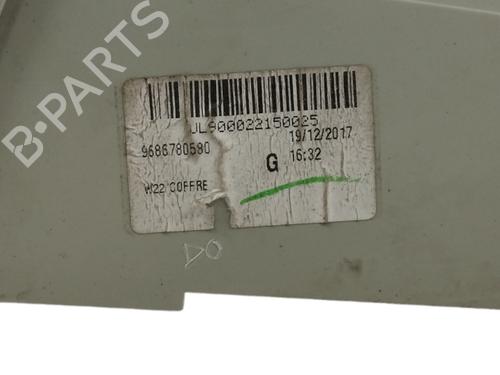 JL900022150025
9686780580
19/12/2017
G
16:32
W22 COFFRE
DO
B-PARTS